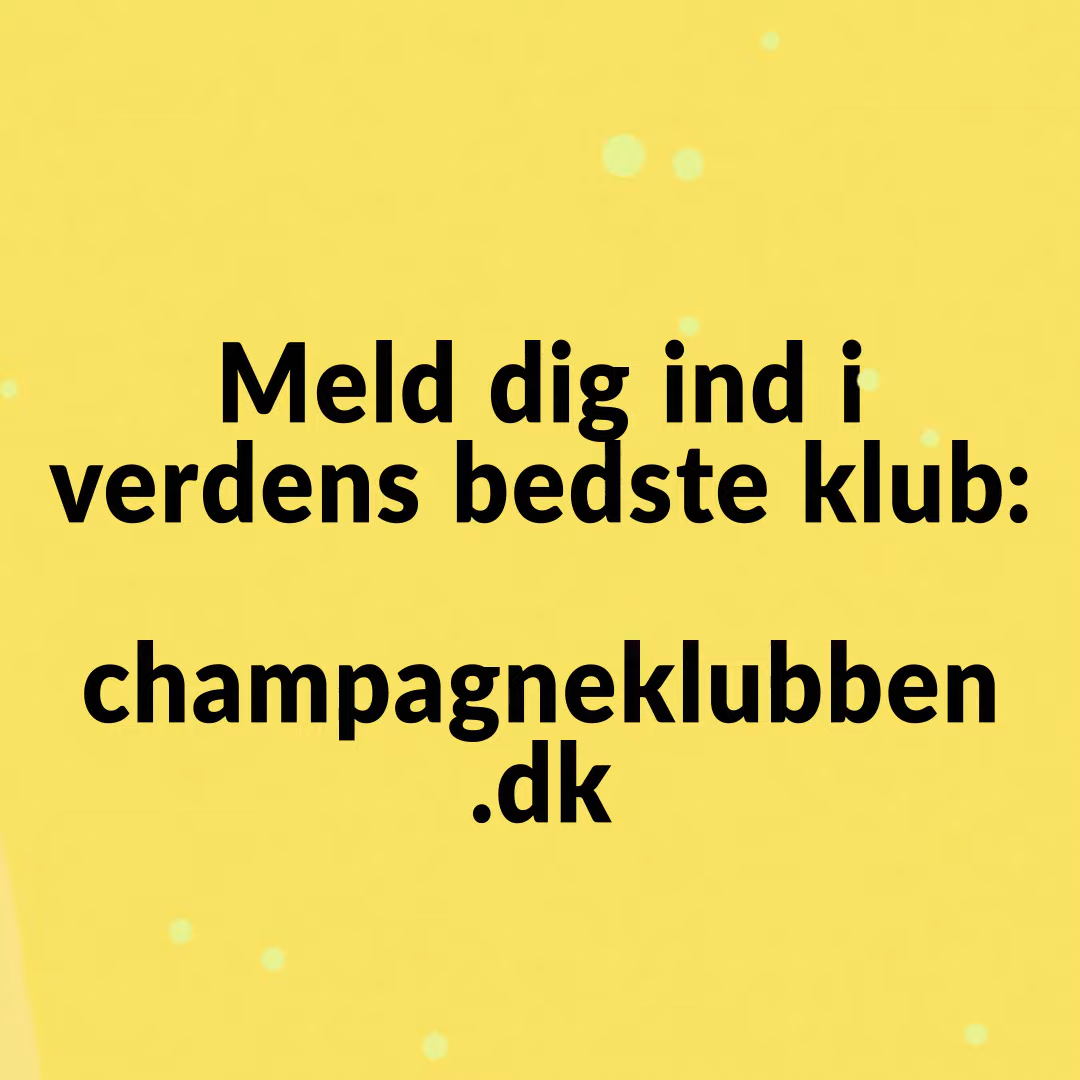 Meld dig ind i
verdens bedste klub:
champagneklubben
.dk